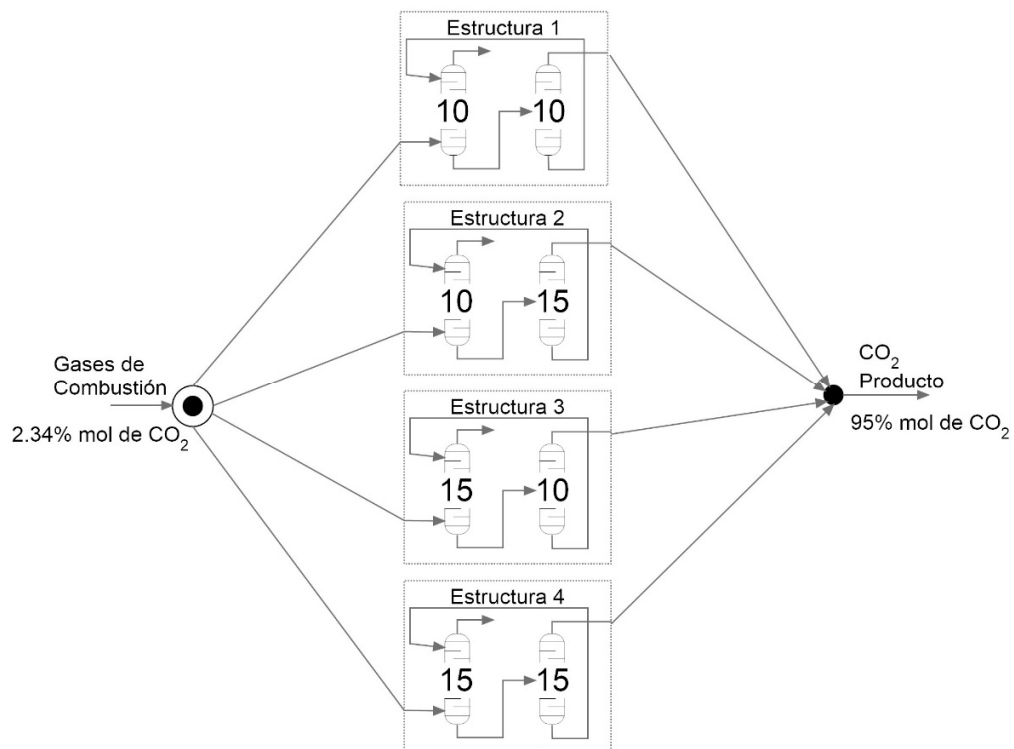 Estructura 1
10
10
Estructura 2
10
15
Gases de
Combustión
2.34% mol de CO₂
CO₂
Producto
95% mol de CO₂
Estructura 3
15
10
Estructura 4
15
15